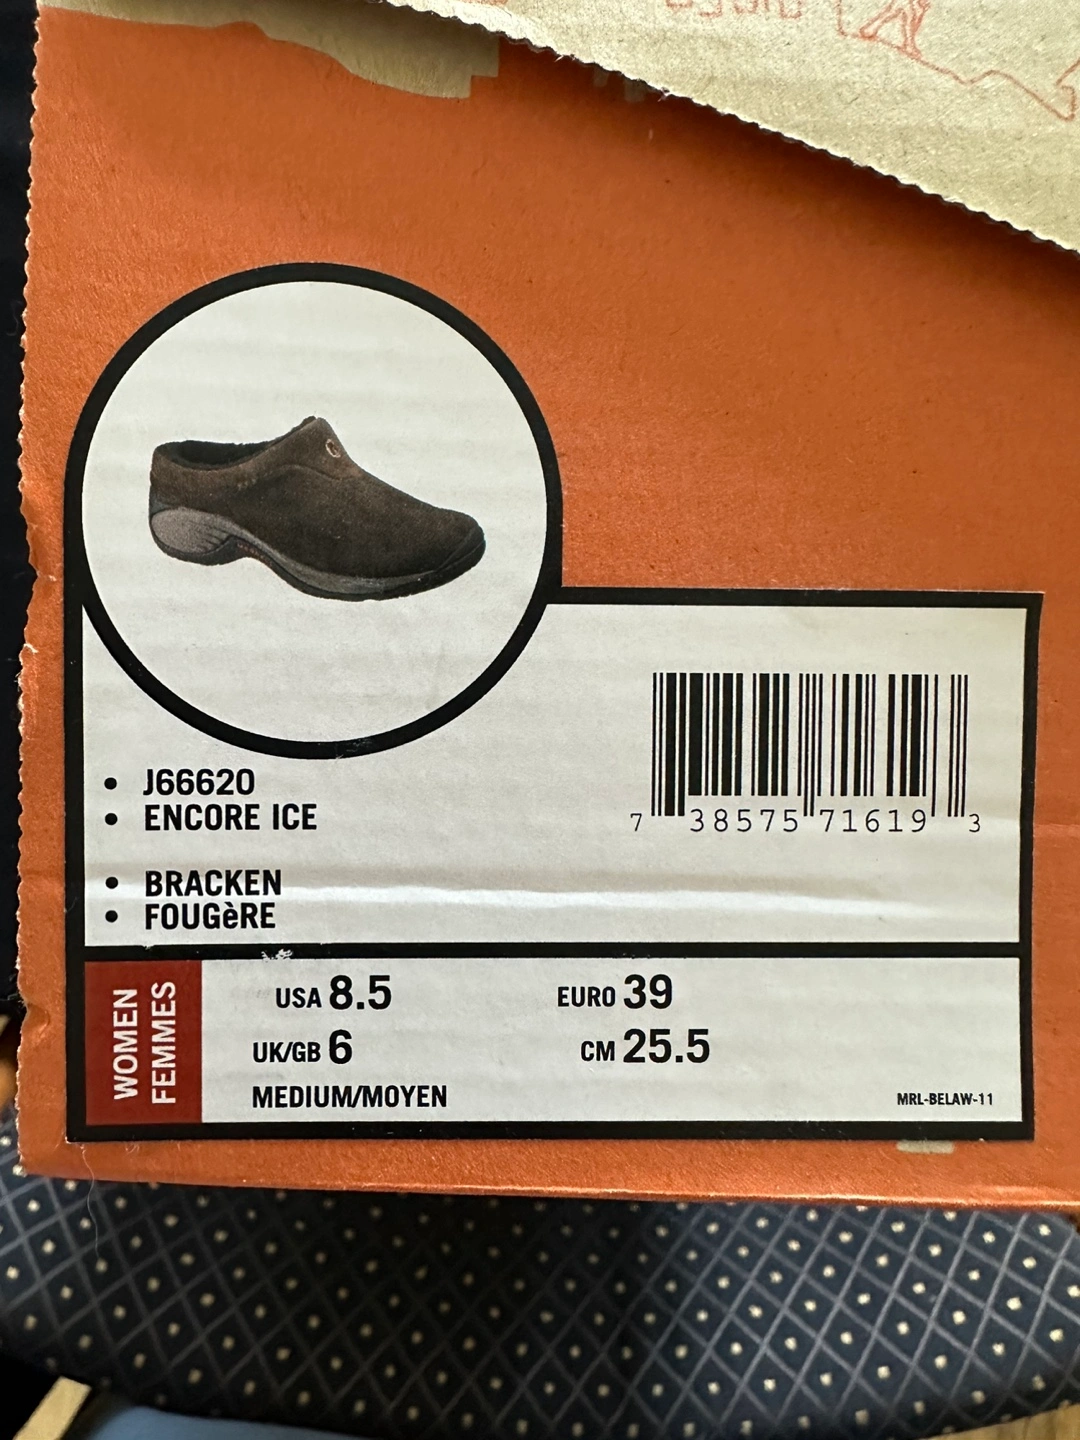 J66620
ENCORE ICE
BRACKEN
FOUGèRE
7 38575 71619 3
WOMEN
FEMMES
USA 8.5
EURO 39
UK/GB 6
CM 25.5
MEDIUM/MOYEN
MRL-BELAW-11